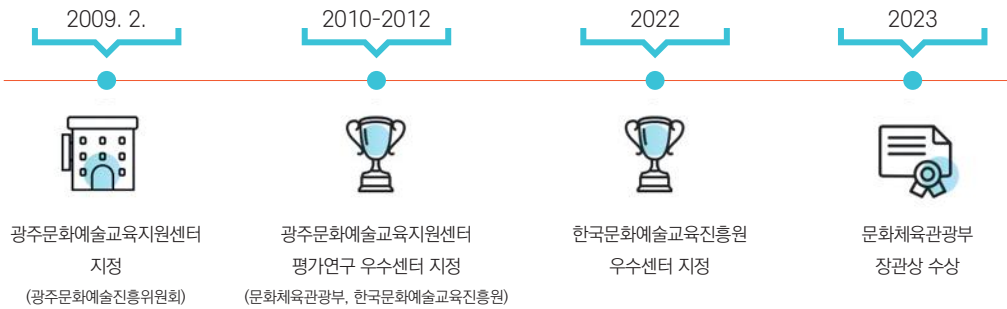 2009. 2.
2010-2012
2022
2023
광주문화예술교육지원센터
지정
(광주문화예술진흥위원회)
광주문화예술교육지원센터
평가연구 우수센터 지정
(문화체육관광부, 한국문화예술교육진흥원)
한국문화예술교육진흥원
우수센터 지정
문화체육관광부
장관상 수상